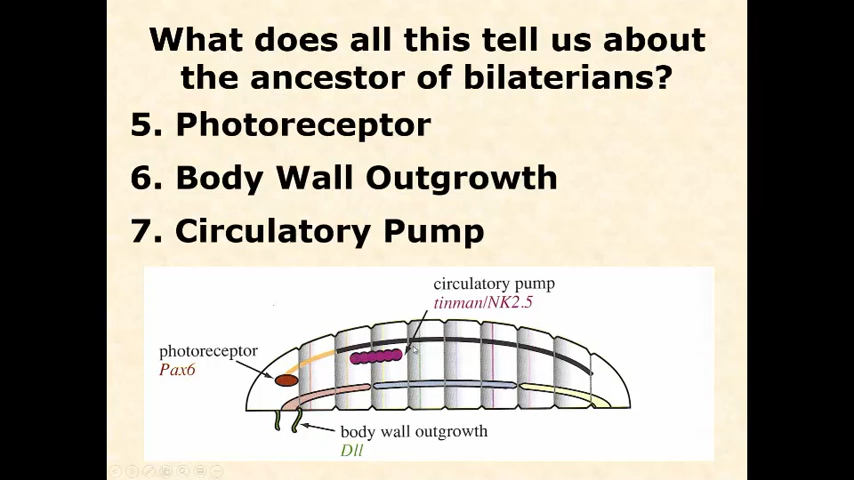 What does all this tell us about
the ancestor of bilaterians?
5. Photoreceptor
6. Body Wall Outgrowth
7. Circulatory Pump
circulatory pump
tinman/NK2.5
photoreceptor
Pax6
body wall outgrowth
Dll